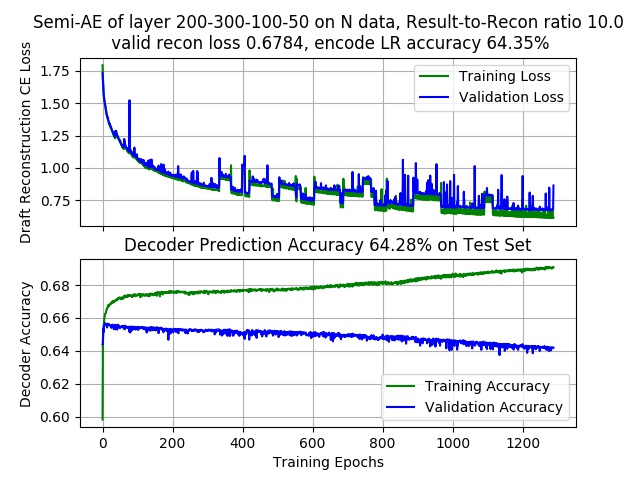 Semi-AE of layer 200-300-100-50 on N data, Result-to-Recon ratio 10.0
valid recon loss 0.6784, encode LR accuracy 64.35%
Draft Reconstruction CE Loss
1.75
1.50
1.25
1.00
0.75
Training Loss
Validation Loss
Decoder Prediction Accuracy 64.28% on Test Set
Decoder Accuracy
0.68
0.66
0.64
0.62
0.60
Training Accuracy
Validation Accuracy
0 200 400 600 800 1000 1200
Training Epochs